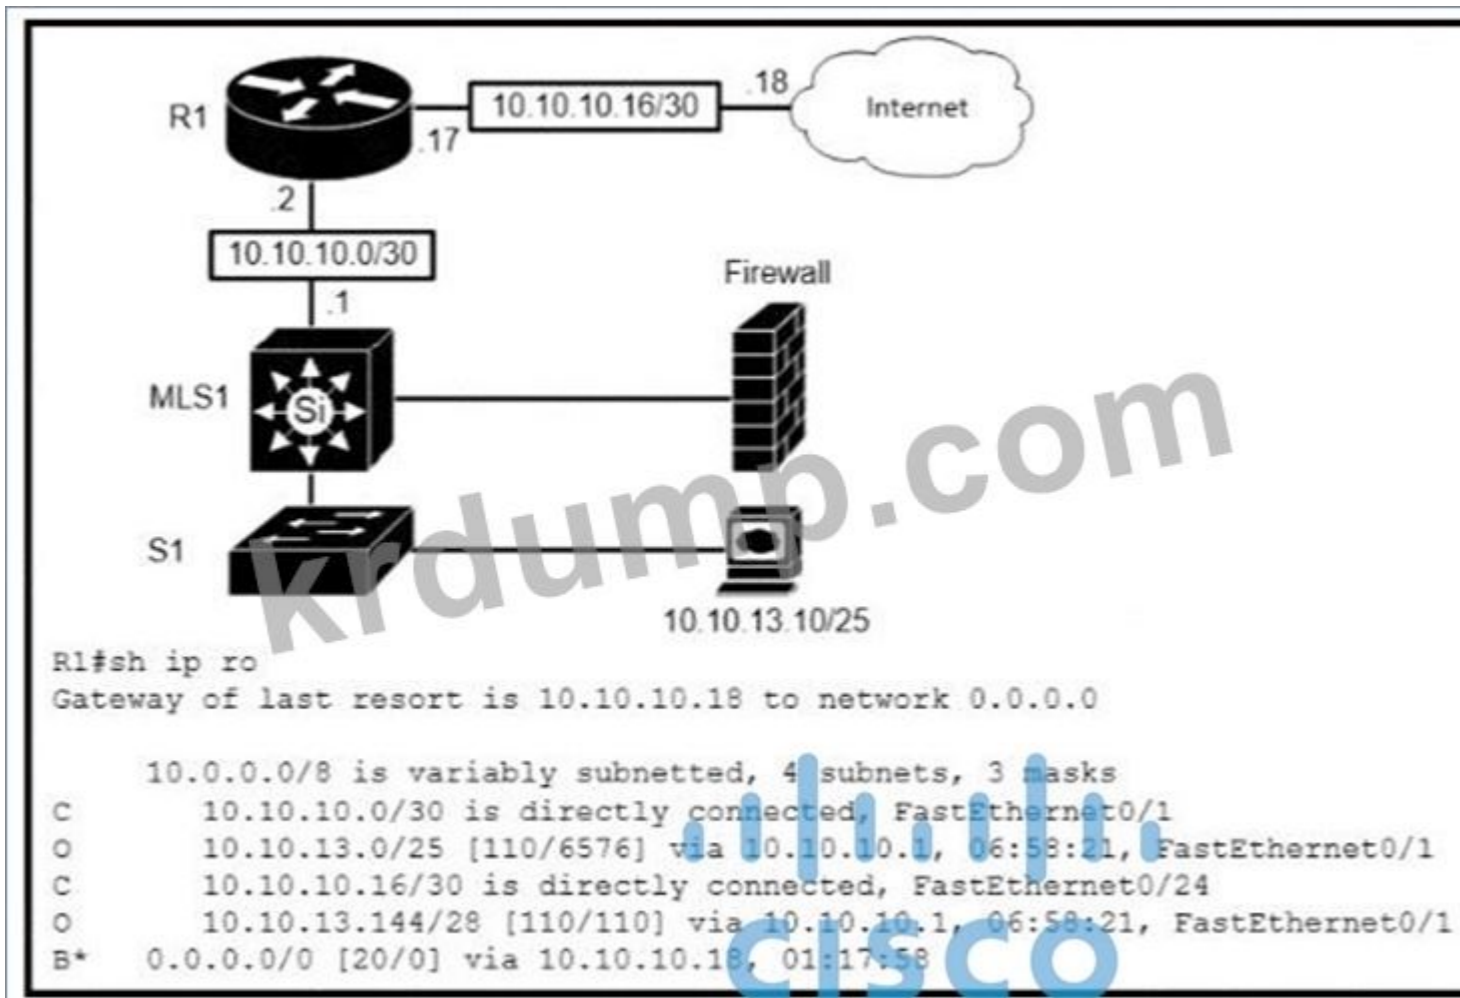 R1
10.10.10.16/30
.18
Internet
.17
.2
10.10.10.0/30
.1
Firewall
MLS1
Si
S1
10.10.13.10/25
krdump.com
R1#sh ip ro
Gateway of last resort is 10.10.10.18 to network 0.0.0.0
10.0.0.0/8 is variably subnetted, 4 subnets, 3 masks
C 10.10.10.0/30 is directly connected, FastEthernet0/1
O 10.10.13.0/25 [110/6576] via 10.10.10.1, 06:58:21, FastEthernet0/1
C 10.10.10.16/30 is directly connected, FastEthernet0/24
O 10.10.13.144/28 [110/110] via 10.10.10.1, 06:58:21, FastEthernet0/1
B* 0.0.0.0/0 [20/0] via 10.10.10.18, 01:17:58
CISCO